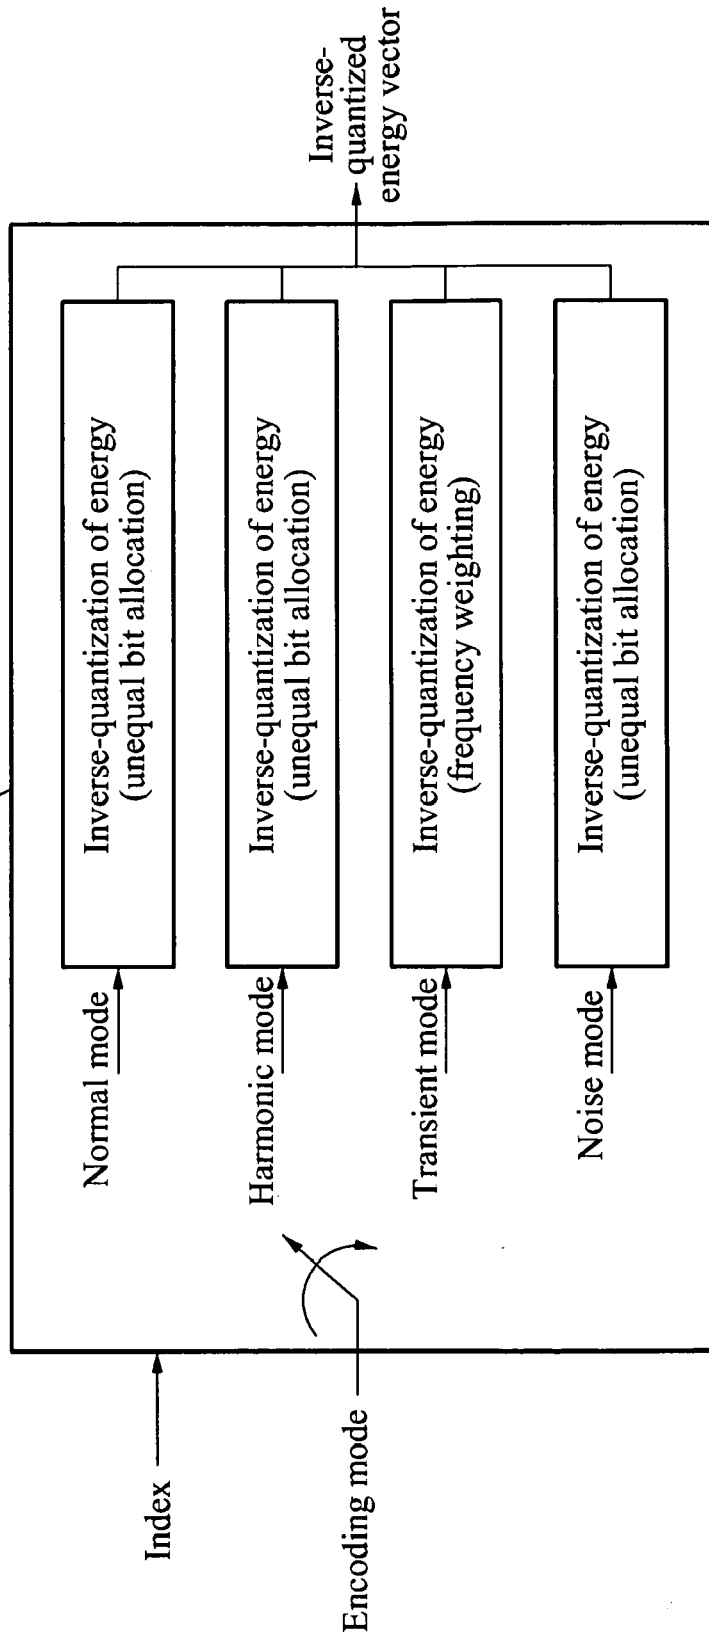 Index
Encoding mode
Normal mode
Inverse-quantization of energy
(unequal bit allocation)
Harmonic mode
Inverse-quantization of energy
(unequal bit allocation)
Transient mode
Inverse-quantization of energy
(frequency weighting)
Noise mode
Inverse-quantization of energy
(unequal bit allocation)
Inverse-
quantized
energy vector